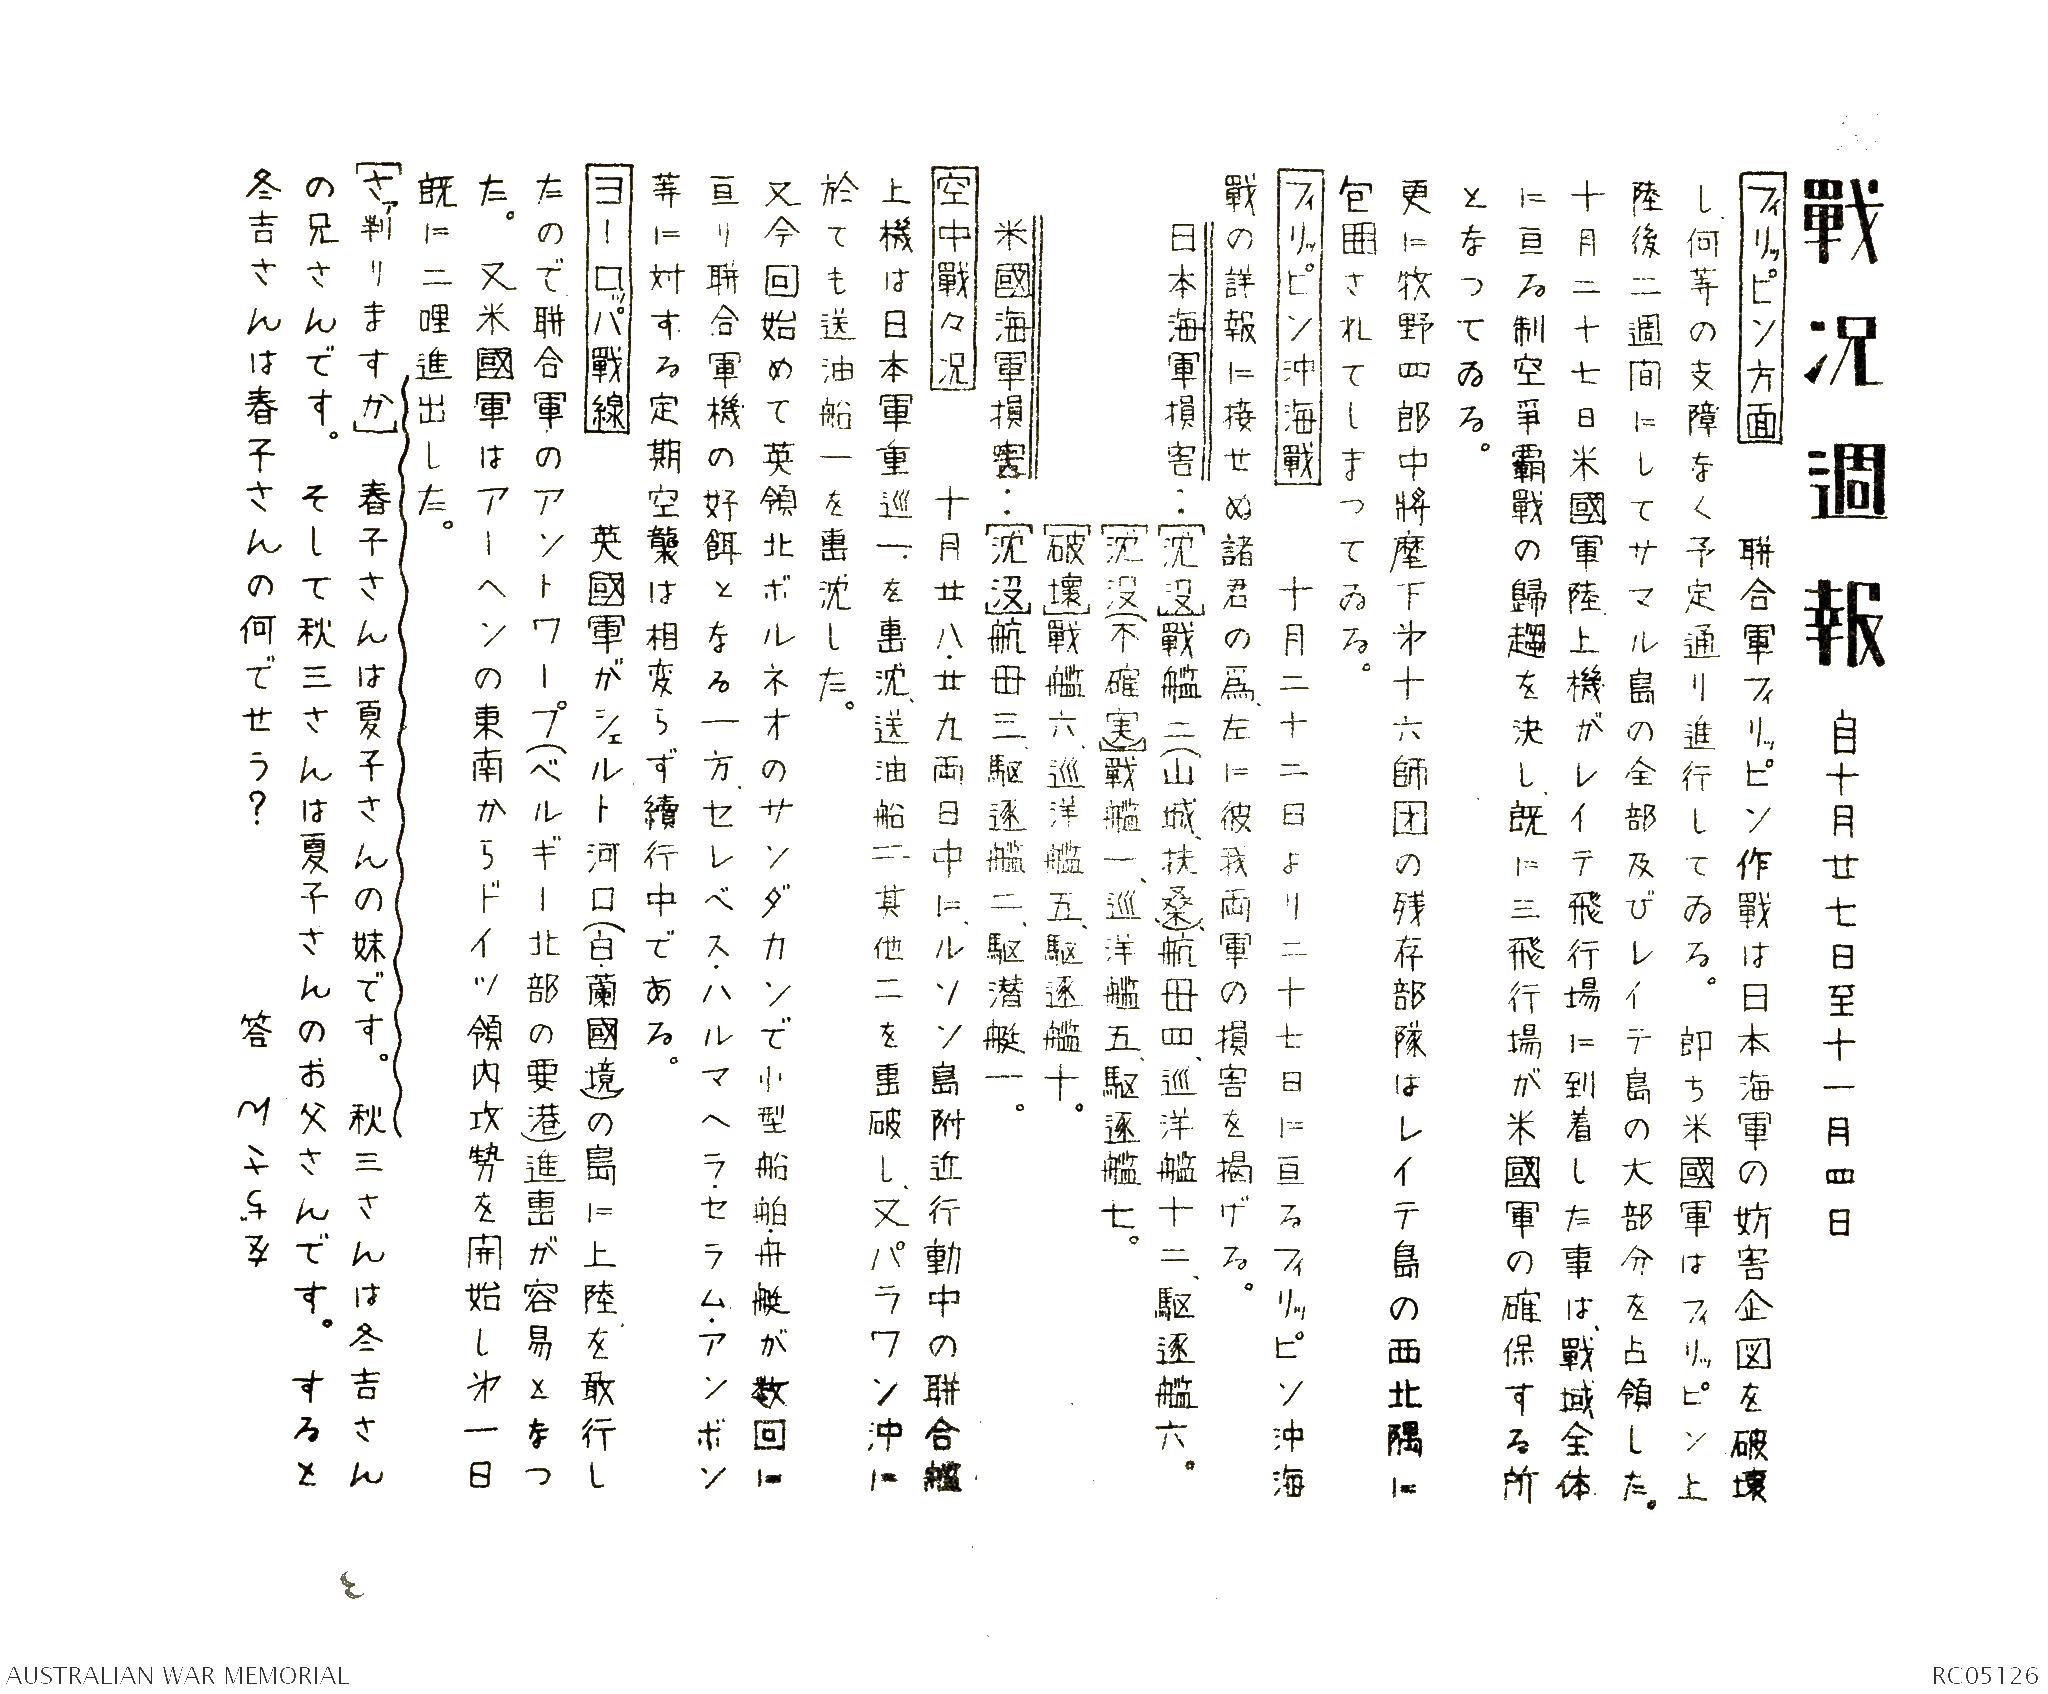 戰況週報 自十月廿七日至十一月四日
フィリッピン方面 聯合軍フィリッピン作戰は日本海軍の妨害企図を破壊
し、何等の支障なく予定通り進行してゐる。即ち米國軍はフィリッピン上
陸後二週間にしてサマル島の全部及びレイテ島の大部分を占領した。
十月二十七日米國軍陸上機がレイテ飛行場に到着した事は、戰域全体
に亘る制空爭覇戰の歸趨を決し、既に三飛行場が米國軍の確保する所
となつてゐる。
更に牧野四郎中將麾下㐧十六師団の残存部隊はレイテ島の西北隅に
包囲されてしまつてゐる。
フィリッピン沖海戰 十月二十二日より二十七日に亘るフィリッピン沖海
戰の詳報に接せぬ諸君の爲、左に彼我両軍の損害を揭げる。
日本海軍損害：[沈没]戰艦二(山城、扶桑)、航母四、巡洋艦十二、駆逐艦六。
[沈没(不確実)]戰艦一、巡洋艦五、駆逐艦七。
[破壊]戰艦六、巡洋艦五、駆逐艦十。
米國海軍損害：[沈没]航母三、駆逐艦二、駆潜艇一。
空中戰々況 十月廿八・廿九両日中に、ルソン島附近行動中の聯合艦
上機は日本軍重巡一を轟沈、送油船二、其他二を轟破し、又パラワン沖に
於ても送油船一を轟沈した。
又今回始めて英領北ボルネオのサンダカンで小型船舶・舟艇が数回に
亘り聯合軍機の好餌となる一方、セレベス・ハルマヘラ・セラム・アンボン
等に対する定期空襲は相変らず續行中である。
ヨーロッパ戰線 英國軍がシェルト河口(白・蘭國境)の島に上陸を敢行し
たので聯合軍のアントワープ(ベルギー北部の要港)進轟が容易となつ
た。又米國軍はアーヘンの東南からドイツ領内攻勢を開始し㐧一日
既に二哩進出した。
[さァ判りますか] 春子さんは夏子さんの妹です。秋三さんは冬吉さん
の兄さんです。そして秋三さんは夏子さんのお父さんです。すると
冬吉さんは春子さんの何でせう？ 答
AUSTRALIAN WAR MEMORIAL
RC05126